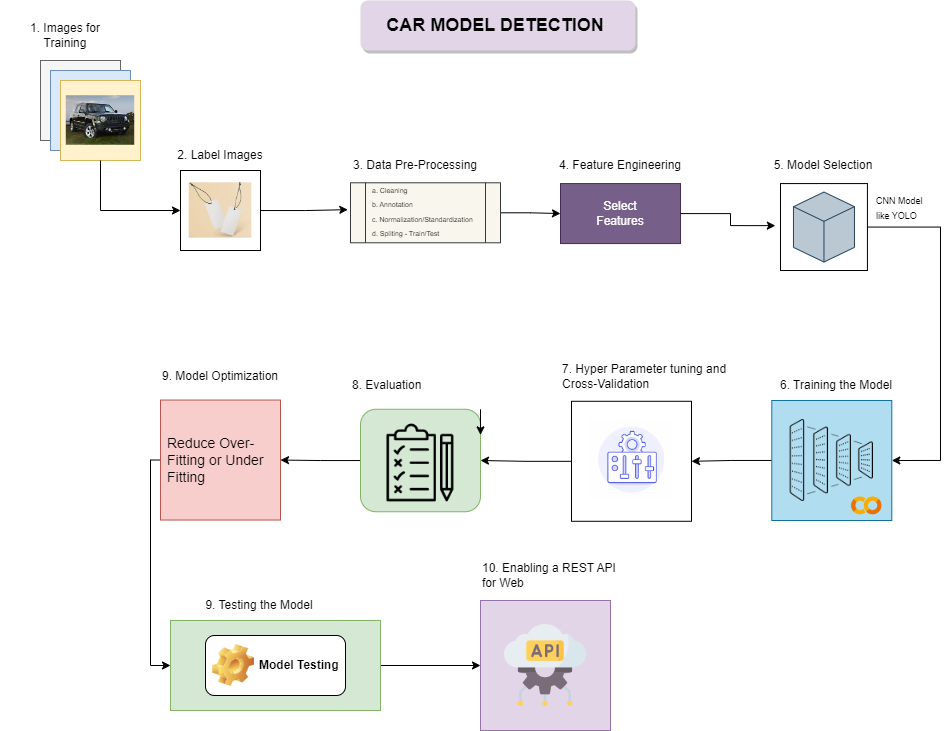 CAR MODEL DETECTION
1. Images for
Training
2. Label Images
3. Data Pre-Processing
a. Cleaning
b. Annotation
c. Normalization/Standardization
d. Spliting - Train/Test
4. Feature Engineering
Select
Features
5. Model Selection
CNN Model
like YOLO
6. Training the Model
CO
7. Hyper Parameter tuning and
Cross-Validation
8. Evaluation
9. Model Optimization
Reduce Over-
Fitting or Under
Fitting
9. Testing the Model
Model Testing
10. Enabling a REST API
for Web
API